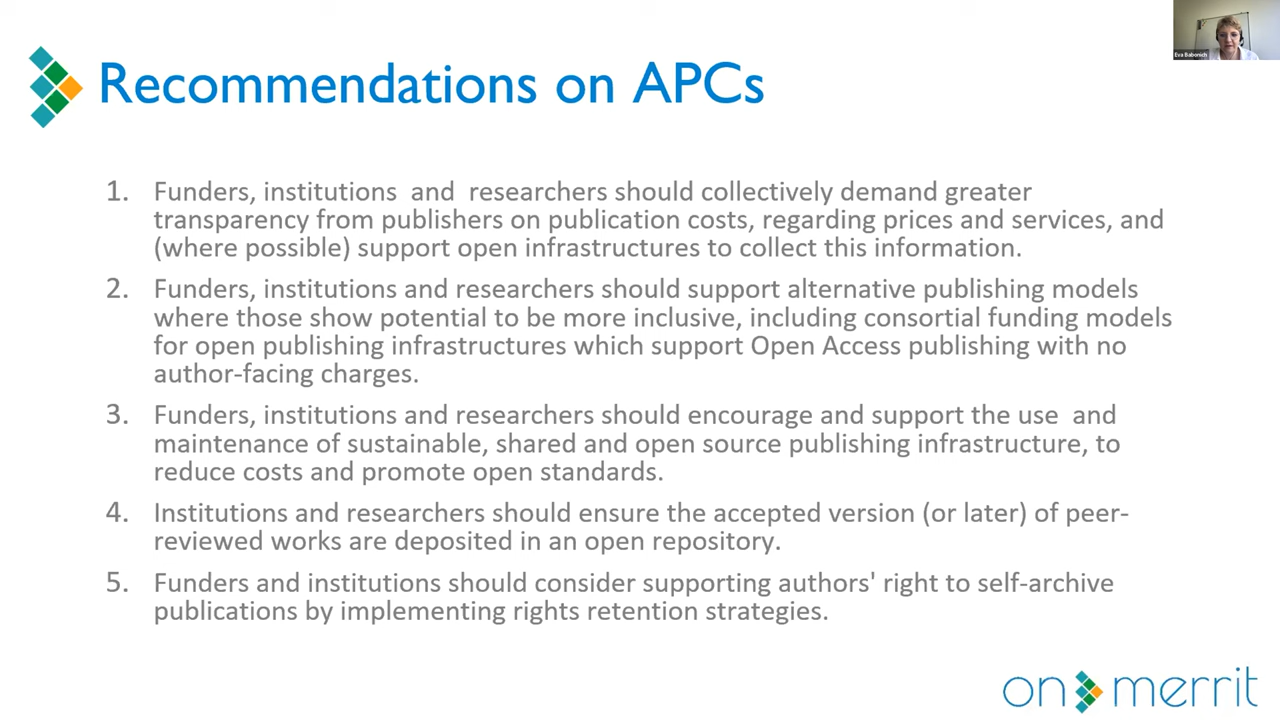 Recommendations on APCs
Eva Babonich
1. Funders, institutions and researchers should collectively demand greater
transparency from publishers on publication costs, regarding prices and services, and
(where possible) support open infrastructures to collect this information.
2. Funders, institutions and researchers should support alternative publishing models
where those show potential to be more inclusive, including consortial funding models
for open publishing infrastructures which support Open Access publishing with no
author-facing charges.
3. Funders, institutions and researchers should encourage and support the use and
maintenance of sustainable, shared and open source publishing infrastructure, to
reduce costs and promote open standards.
4. Institutions and researchers should ensure the accepted version (or later) of peer-
reviewed works are deposited in an open repository.
5. Funders and institutions should consider supporting authors' right to self-archive
publications by implementing rights retention strategies.
on merrit